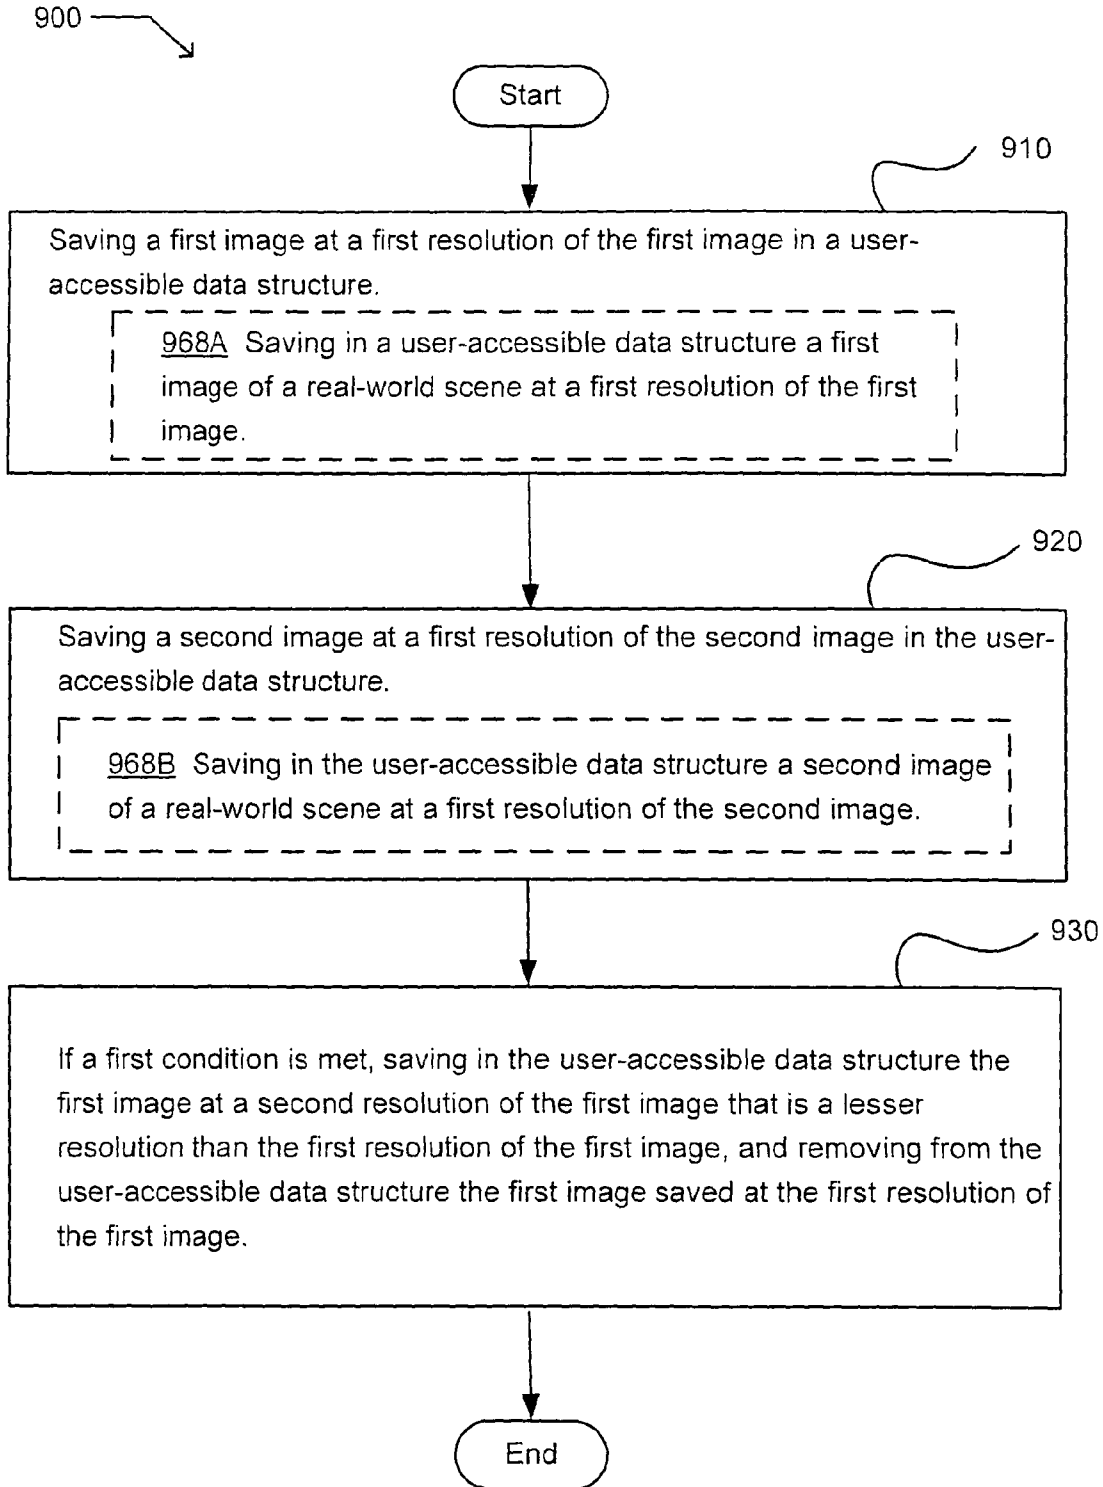 900
Start
910
Saving a first image at a first resolution of the first image in a user-
accessible data structure.
968A Saving in a user-accessible data structure a first
image of a real-world scene at a first resolution of the first
image.
920
Saving a second image at a first resolution of the second image in the user-
accessible data structure.
968B Saving in the user-accessible data structure a second image
of a real-world scene at a first resolution of the second image.
930
If a first condition is met, saving in the user-accessible data structure the
first image at a second resolution of the first image that is a lesser
resolution than the first resolution of the first image, and removing from the
user-accessible data structure the first image saved at the first resolution of
the first image.
End